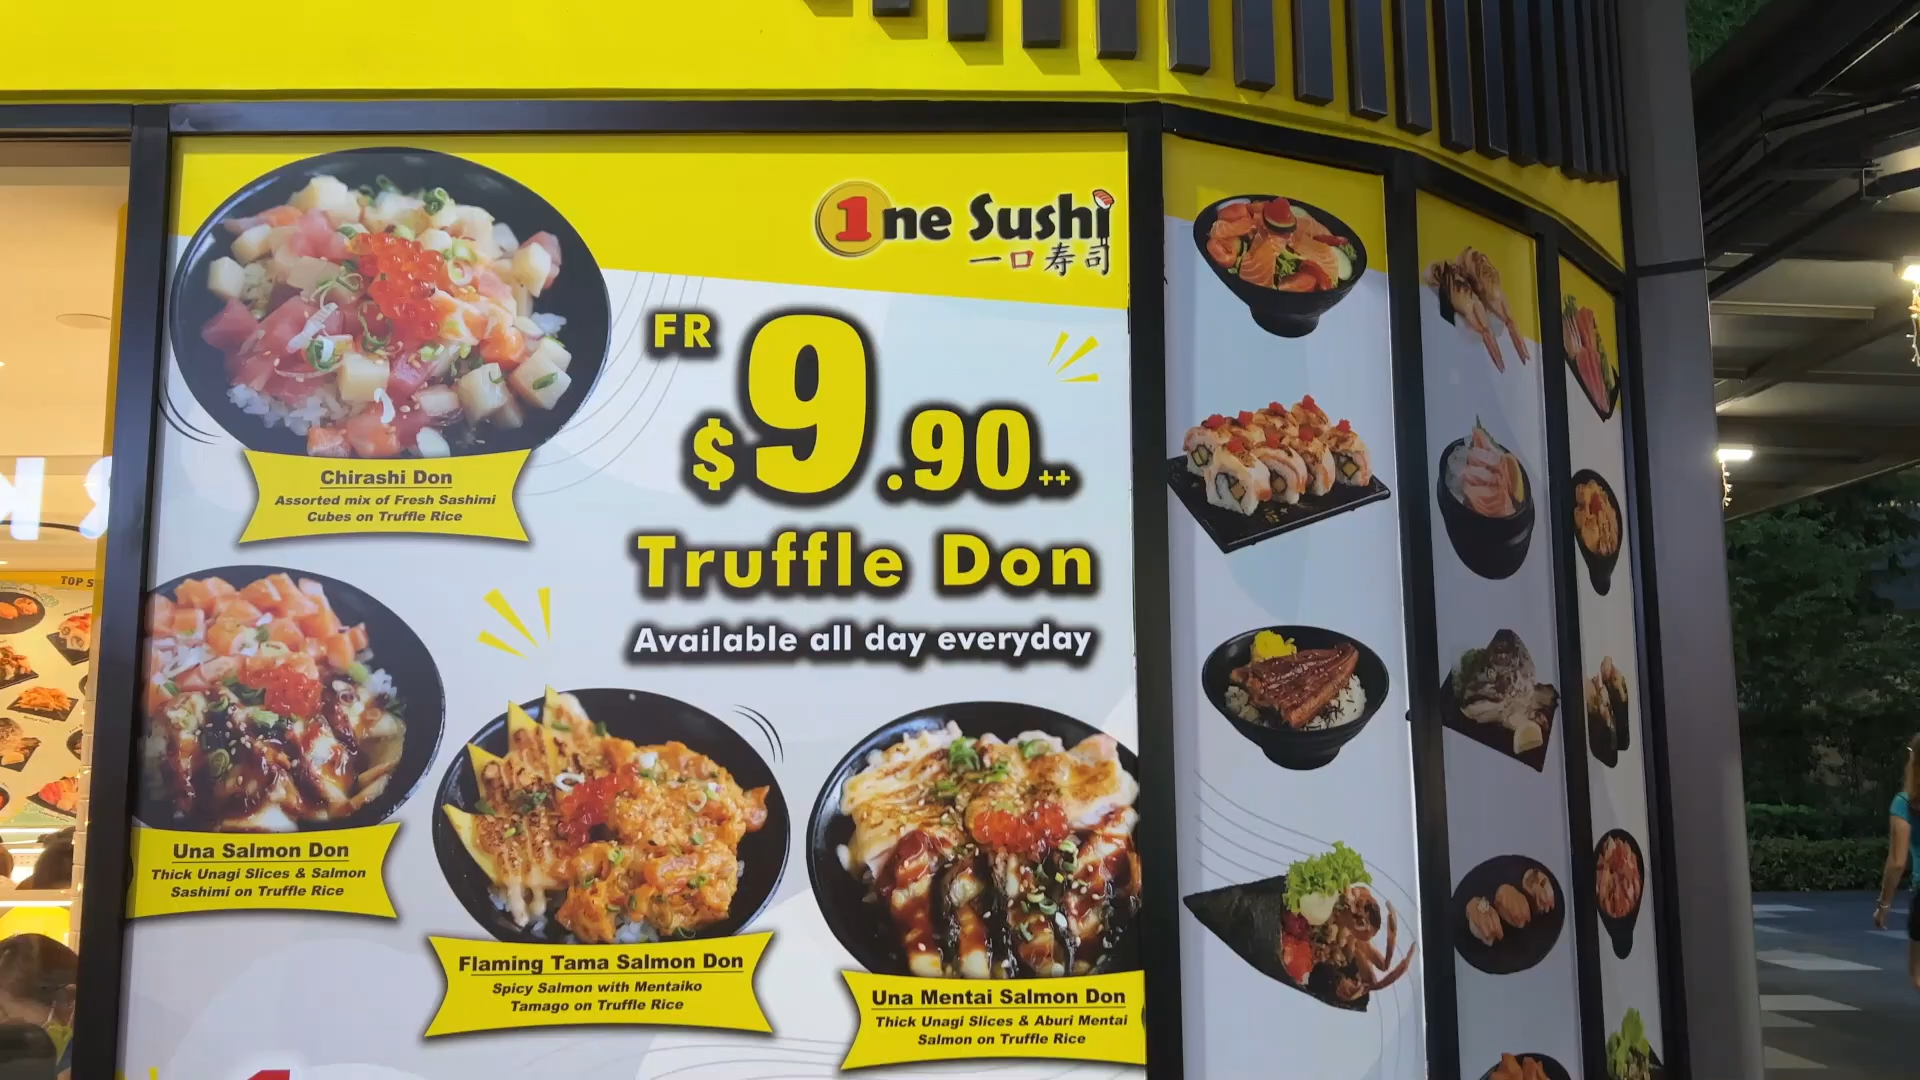 1ne Sushi
一口寿司
FR
$9.90++
Truffle Don
Available all day everyday
Chirashi Don
Assorted mix of Fresh Sashimi
Cubes on Truffle Rice
Una Salmon Don
Thick Unagi Slices & Salmon
Sashimi on Truffle Rice
Flaming Tama Salmon Don
Spicy Salmon with Mentaiko
Tamago on Truffle Rice
Una Mentai Salmon Don
Thick Unagi Slices & Aburi Mentai
Salmon on Truffle Rice
TOP S